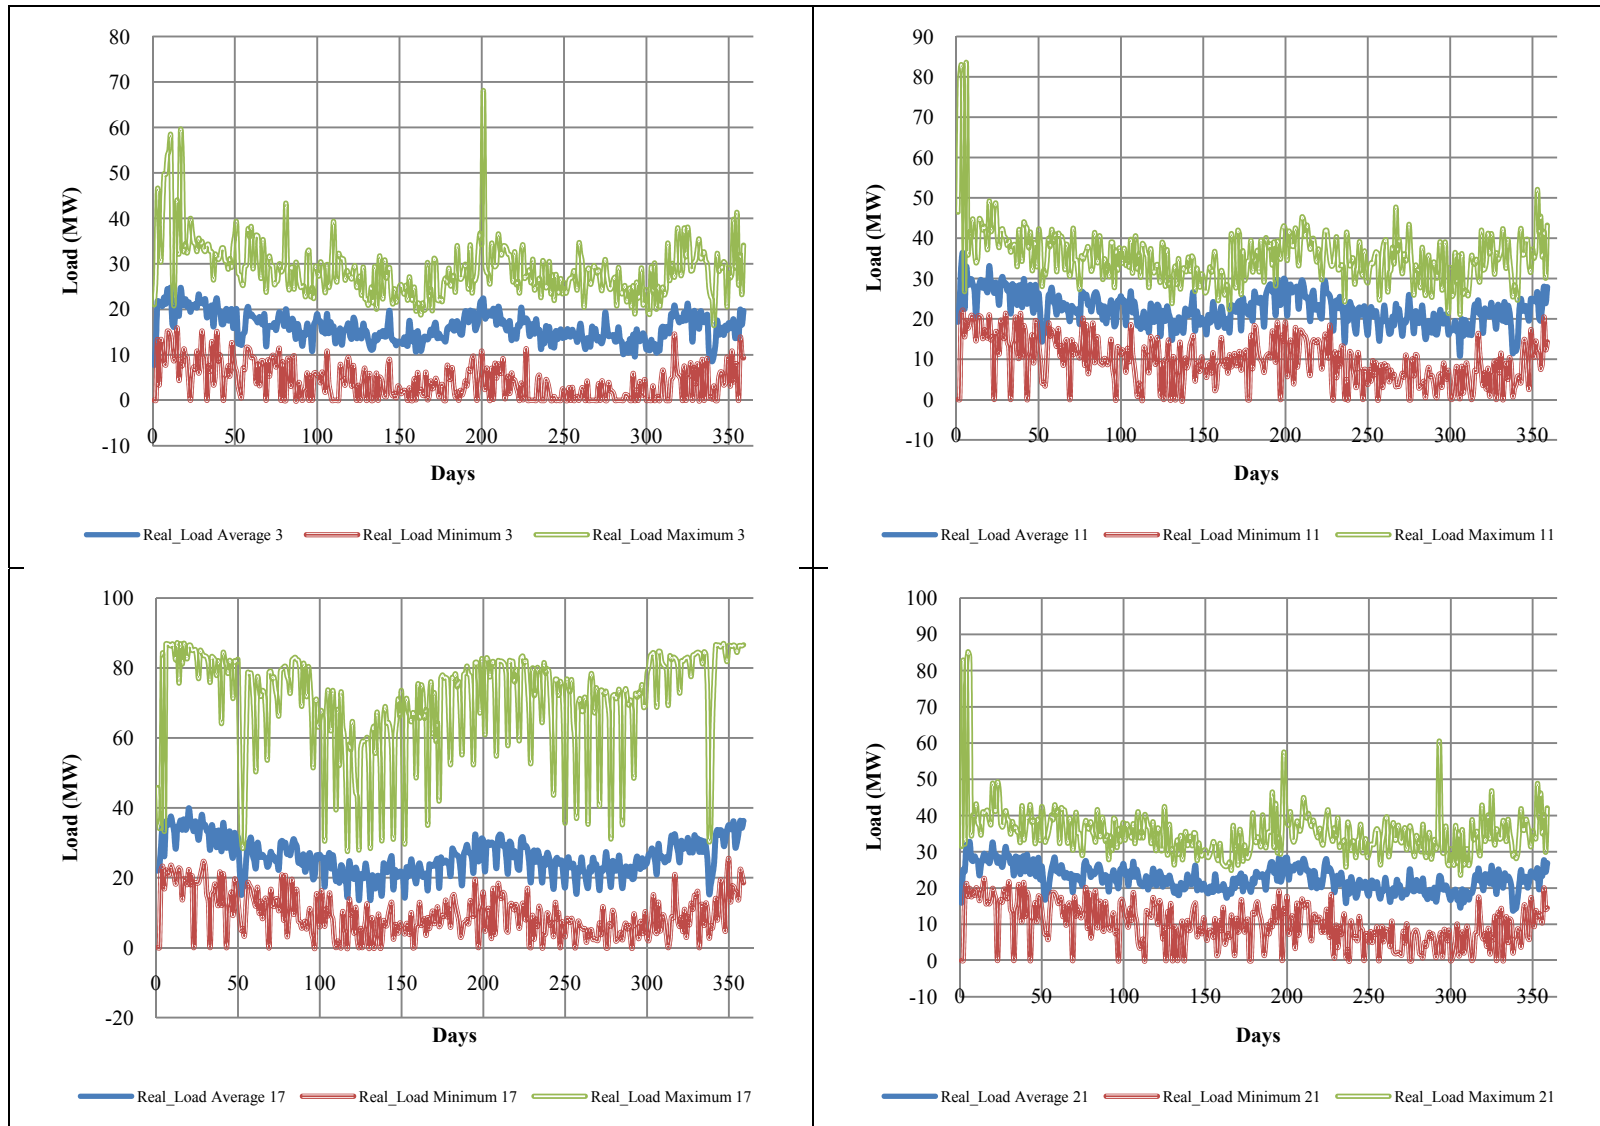 80
70
60
50
40
30
20
10
0
-10
Load (MW)
0 50 100 150 200 250 300 350
Days
Real_Load Average 3 Real_Load Minimum 3 Real_Load Maximum 3
90
80
70
60
50
40
30
20
10
0
-10
Load (MW)
0 50 100 150 200 250 300 350
Days
Real_Load Average 11 Real_Load Minimum 11 Real_Load Maximum 11
100
80
60
40
20
0
-20
Load (MW)
0 50 100 150 200 250 300 350
Days
Real_Load Average 17 Real_Load Minimum 17 Real_Load Maximum 17
100
90
80
70
60
50
40
30
20
10
0
-10
Load (MW)
0 50 100 150 200 250 300 350
Days
Real_Load Average 21 Real_Load Minimum 21 Real_Load Maximum 21